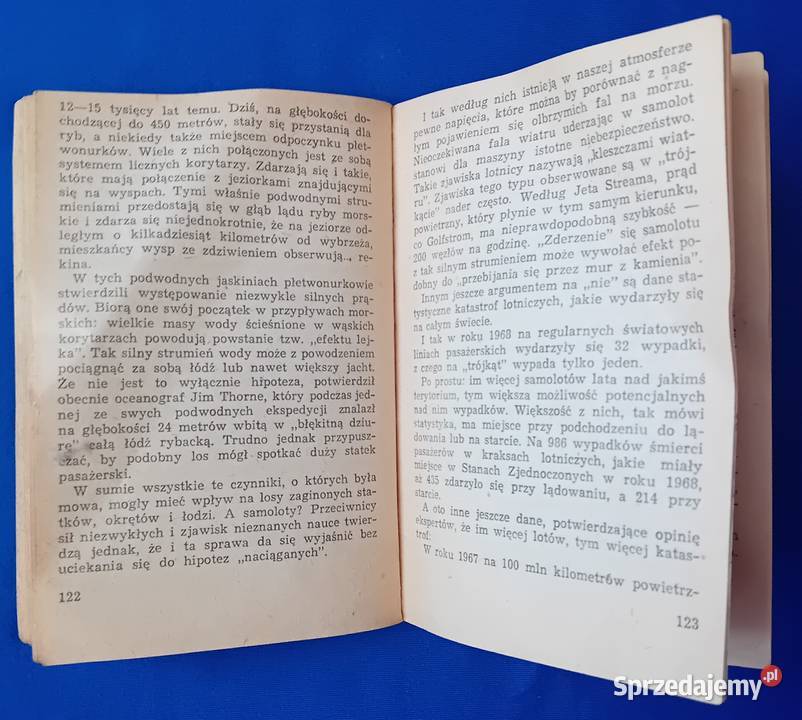 12—15 tysięcy lat temu. Dziś, na głębokości do-
chodzącej do 450 metrów, stały się przystanią dla
ryb, a niekiedy także miejscem odpoczynku płet-
wonurków. Wiele z nich połączonych jest ze sobą
systemem licznych korytarzy. Zdarzają się i takie,
które mają połączenie z jeziorkami znajdującymi
się na wyspach. Tymi właśnie podwodnymi stru-
mieniami przedostają się w głąb lądu ryby mors-
kie i zdarza się niejednokrotnie, że na jeziorze od-
ległym o kilkadziesiąt kilometrów od wybrzeża,
mieszkańcy wysp ze zdziwieniem obserwują.., re-
kina.
W tych podwodnych jaskiniach płetwonurkowie
stwierdzili występowanie niezwykle silnych prą-
dów. Biorą one swój początek w przypływach mor-
skich: wielkie masy wody ścieśnione w wąskich
korytarzach powodują powstanie tzw. „efektu lej-
ka". Tak silny strumień wody może z powodzeniem
pociągnąć za sobą łódź lub nawet większy jacht.
Że nie jest to wyłącznie hipoteza, potwierdził
obecnie oceanograf Jim Thorne, który podczas jed-
nej ze swych podwodnych ekspedycji znalazł
na głębokości 24 metrów wbitą w „błękitną dziu-
rę" całą łódź rybacką. Trudno jednak przypusz-
czać, by podobny los mógł spotkać duży statek
pasażerski.
W sumie wszystkie te czynniki, o których była
mowa, mogły mieć wpływ na losy zaginonych sta-
tków, okrętów i łodzi. A samoloty? Przeciwnicy
sił niezwykłych i zjawisk nieznanych nauce twier-
dzą jednak, że i ta sprawa da się wyjaśnić bez
uciekania się do hipotez „naciąganych".
122
I tak według nich istnieją w naszej atmosferze
pewne napięcia, które można by porównać z nag-
łym pojawieniem się olbrzymich fal na morzu.
Nieoczekiwana fala wiatru uderzając w samolot
stanowi dla maszyny istotne niebezpieczeństwo.
Takie zjawiska lotnicy nazywają „kleszczami wiat-
ru". Zjawiska tego typu obserwowane są w „trój-
kącie" nader często. Według Jeta Streama, prąd
powietrzny, który płynie w tym samym kierunku,
co Golfstrom, ma nieprawdopodobną szybkość —
200 węzłów na godzinę. „Zderzenie" się samolotu
z tak silnym strumieniem może wywołać efekt po-
dobny do „przebijania się przez mur z kamienia".
Innym jeszcze argumentem na „nie" są dane sta-
tystyczne katastrof lotniczych, jakie wydarzyły się
na całym świecie.
I tak w roku 1968 na regularnych światowych
liniach pasażerskich wydarzyły się 32 wypadki,
z czego na „trójkąt" wypada tylko jeden.
Po prostu: im więcej samolotów lata nad jakimś
terytorium, tym większa możliwość potencjalnych
nad nim wypadków. Większość z nich, tak mówi
statystyka, ma miejsce przy podchodzeniu do lą-
dowania lub na starcie. Na 986 wypadków śmierci
pasażerów w kraksach lotniczych, jakie miały
miejsce w Stanach Zjednoczonych w roku 1968,
aż 435 zdarzyło się przy lądowaniu, a 214 przy
starcie.
A oto inne jeszcze dane, potwierdzające opinię
ekspertów, że im więcej lotów, tym więcej katas-
trof:
W roku 1967 na 100 mln kilometrów powietrz-
123
Sprzedajemy.pl